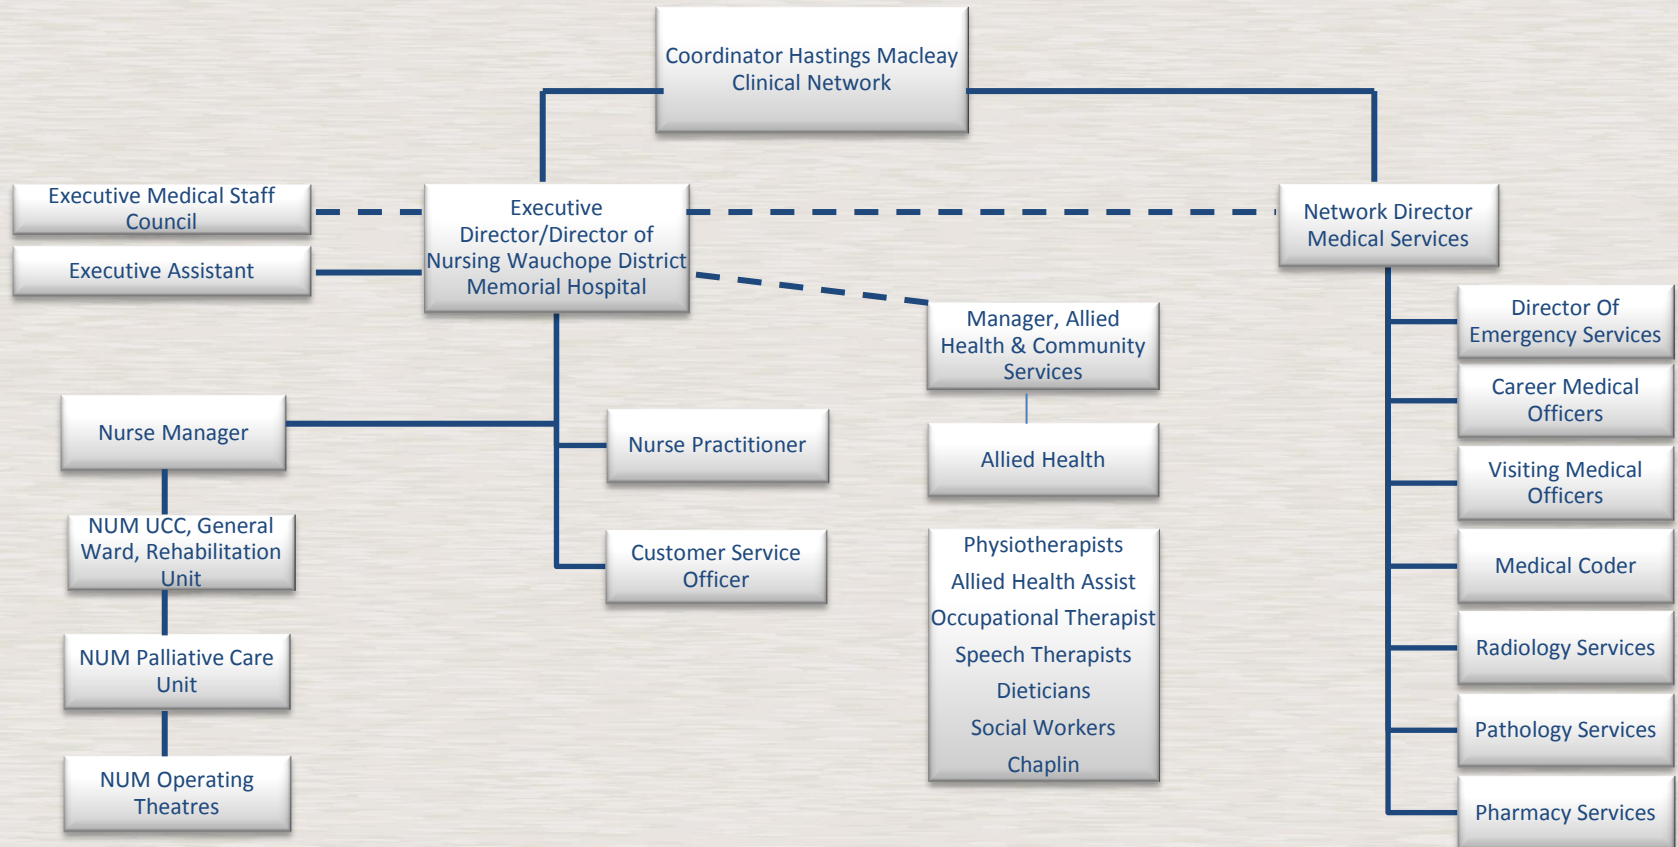 Coordinator Hastings Macleay
Clinical Network
Executive Medical Staff
Council
Executive Assistant
Executive
Director/Director of
Nursing Wauchope District
Memorial Hospital
Network Director
Medical Services
Manager, Allied
Health & Community
Services
Allied Health
Physiotherapists
Allied Health Assist
Occupational Therapist
Speech Therapists
Dieticians
Social Workers
Chaplin
Nurse Manager
NUM UCC, General
Ward, Rehabilitation
Unit
NUM Palliative Care
Unit
NUM Operating
Theatres
Nurse Practitioner
Customer Service
Officer
Director Of
Emergency Services
Career Medical
Officers
Visiting Medical
Officers
Medical Coder
Radiology Services
Pathology Services
Pharmacy Services